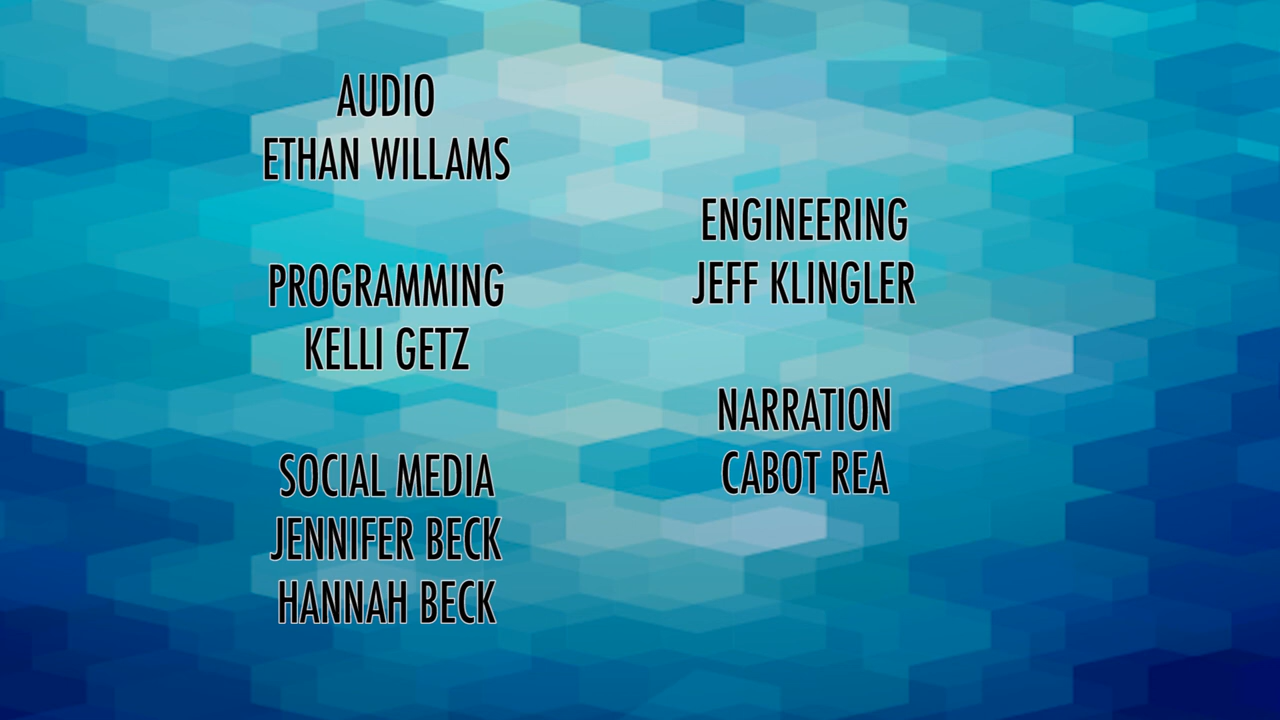 AUDIO
ETHAN WILLAMS
PROGRAMMING
KELLI GETZ
SOCIAL MEDIA
JENNIFER BECK
HANNAH BECK
ENGINEERING
JEFF KLINGLER
NARRATION
CABOT REA